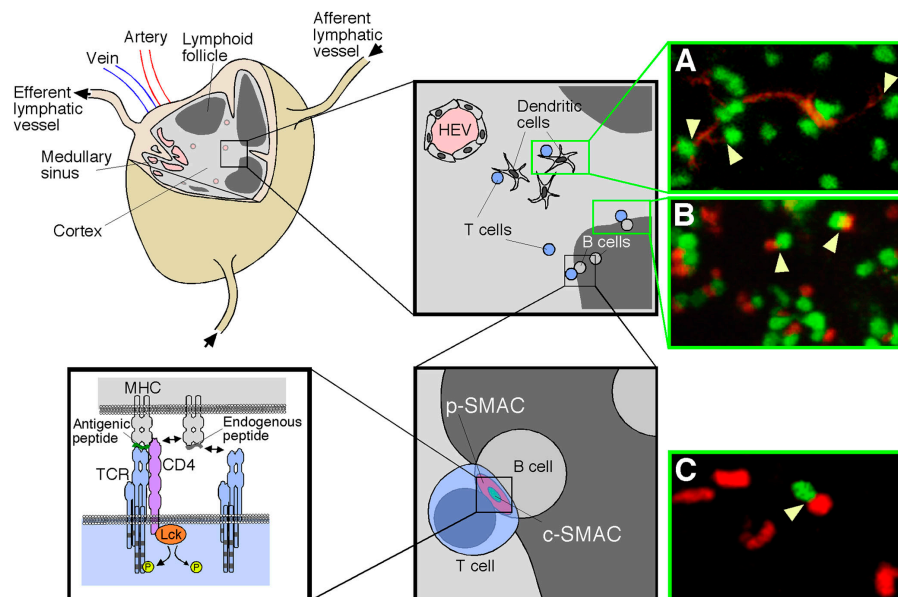 Afferent
lymphatic
vessel
Artery
Lymphoid
follicle
Vein
Efferent
lymphatic
vessel
Medullary
sinus
Cortex
HEV
Dendritic
cells
T cells
B cells
A
B
MHC
Antigenic
peptide
Endogenous
peptide
TCR
CD4
Lck
P
P
p-SMAC
B cell
c-SMAC
T cell
C